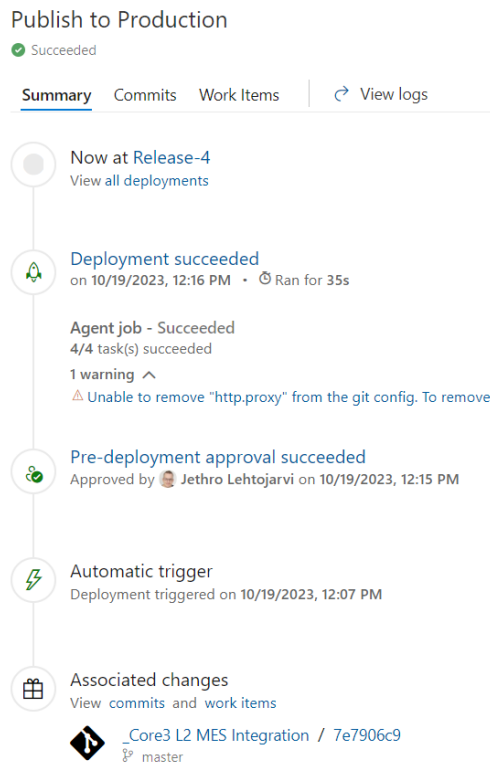 Publish to Production
Succeeded
Summary Commits Work Items View logs
Now at Release-4
View all deployments
Deployment succeeded
on 10/19/2023, 12:16 PM • Ran for 35s
Agent job - Succeeded
4/4 task(s) succeeded
1 warning
Unable to remove "http.proxy" from the git config. To remove
Pre-deployment approval succeeded
Approved by Jethro Lehtojarvi on 10/19/2023, 12:15 PM
Automatic trigger
Deployment triggered on 10/19/2023, 12:07 PM
Associated changes
View commits and work items
_Core3 L2 MES Integration / 7e7906c9
master